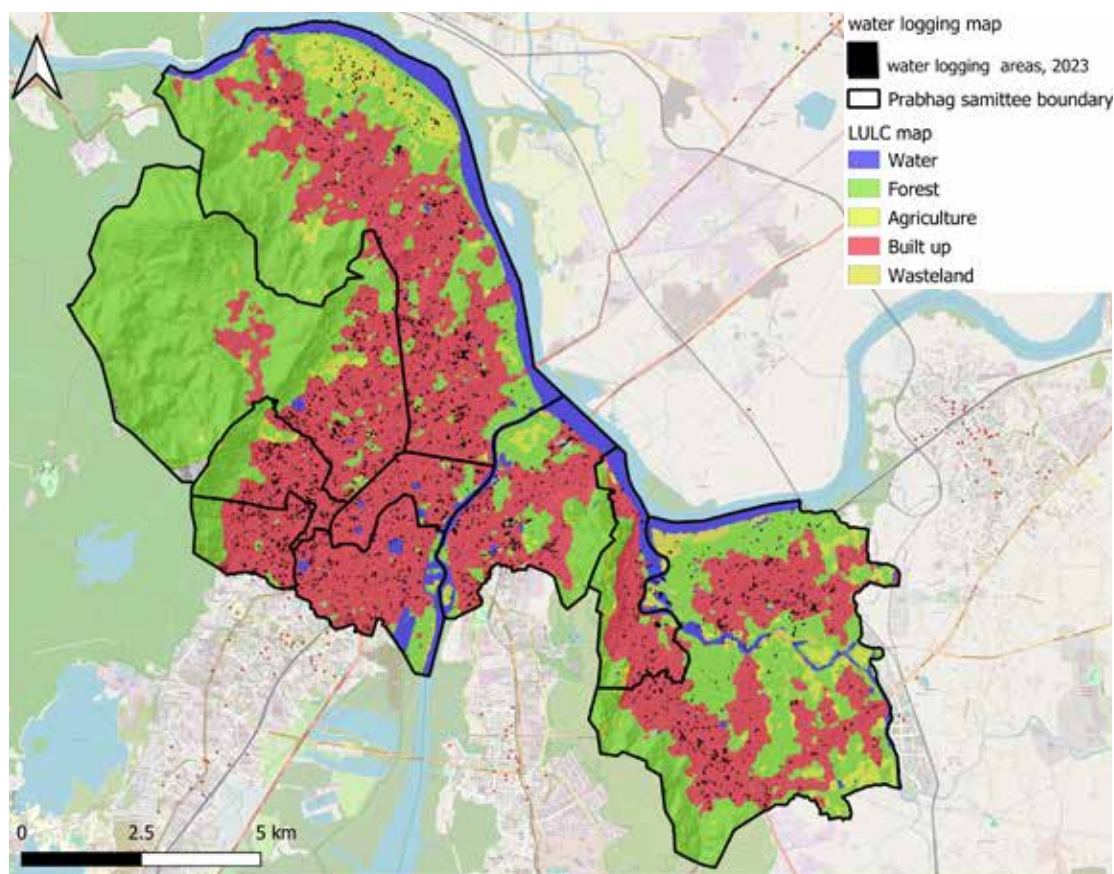 water logging map
water logging areas, 2023
Prabhag samittee boundary
LULC map
Water
Forest
Agriculture
Built up
Wasteland
0 2.5 5 km